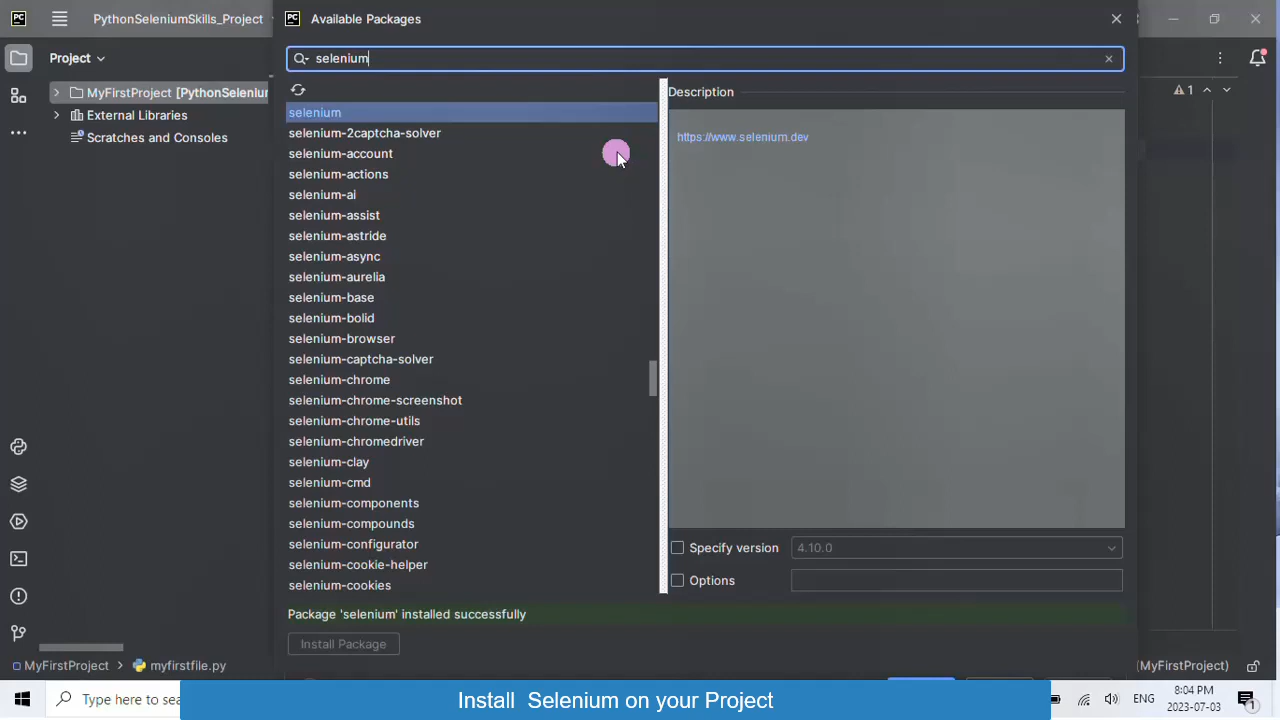 PC PythonSeleniumSkills_Project
PC Available Packages
Project
selenium
MyFirstProject [PythonSeleniun
External Libraries
Scratches and Consoles
1
Description
https://www.selenium.dev
selenium
selenium-2captcha-solver
selenium-account
selenium-actions
selenium-ai
selenium-assist
selenium-astride
selenium-async
selenium-aurelia
selenium-base
selenium-bolid
selenium-browser
selenium-captcha-solver
selenium-chrome
selenium-chrome-screenshot
selenium-chrome-utils
selenium-chromedriver
selenium-clay
selenium-cmd
selenium-components
selenium-compounds
selenium-configurator
selenium-cookie-helper
selenium-cookies
Specify version 4.10.0
Options
Package 'selenium' installed successfully
Install Package
MyFirstProject > myfirstfile.py
(MyFirstProject)
Type here to sea
Install Selenium on your Project
ENG
8:04 PM
2023-07-03
1